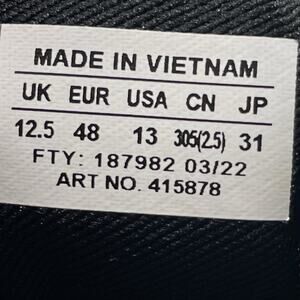 MADE IN VIETNAM
UK EUR USA CN JP
12.5 48 13 305(2.5) 31
FTY: 187982 03/22
ART NO. 415878